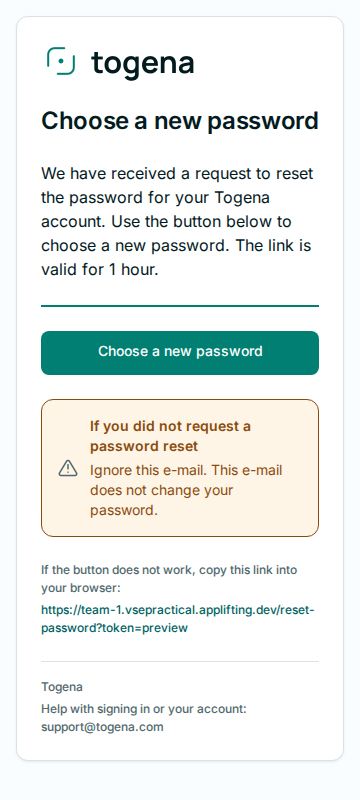 togena
Choose a new password
We have received a request to reset
the password for your Togena
account. Use the button below to
choose a new password. The link is
valid for 1 hour.
Choose a new password
If you did not request a
password reset
Ignore this e-mail. This e-mail
does not change your
password.
If the button does not work, copy this link into
your browser:
https://team-1.vsepractical.applifting.dev/reset-
password?token=preview
Togena
Help with signing in or your account:
support@togena.com